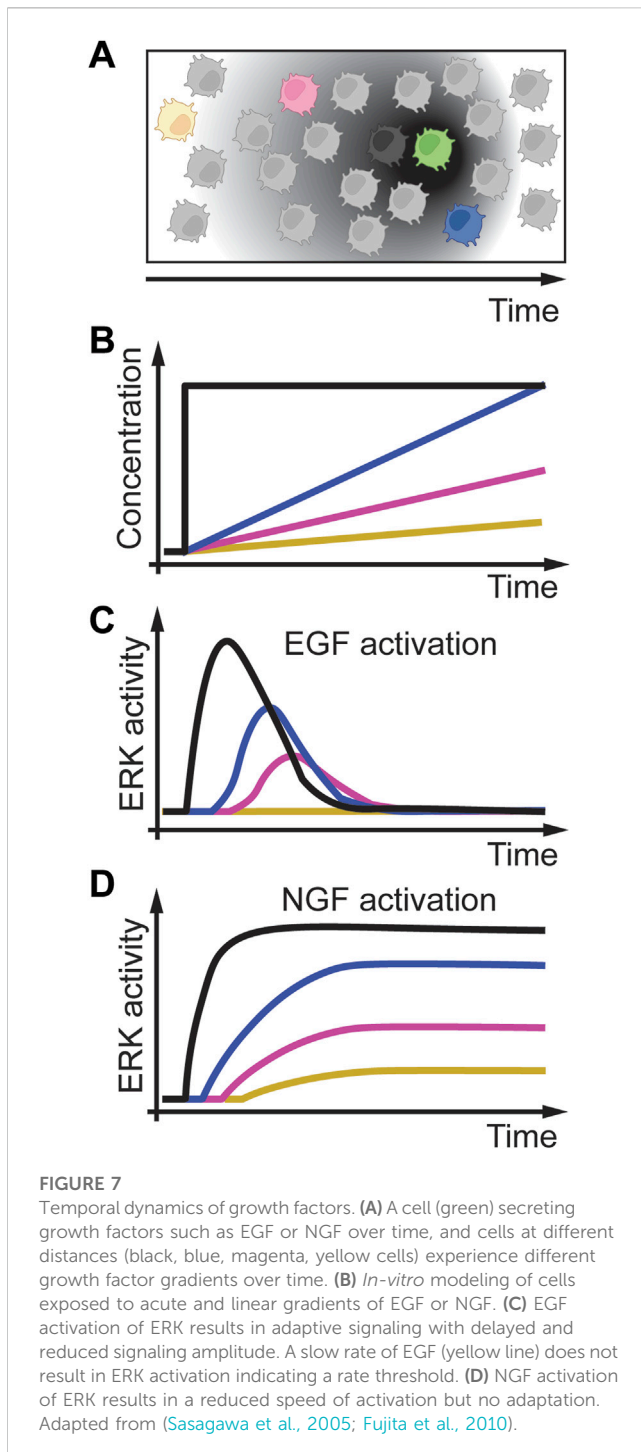 A
Time
B
Concentration
Time
C
EGF activation
ERK activity
Time
D
NGF activation
ERK activity
Time
FIGURE 7
Temporal dynamics of growth factors. (A) A cell (green) secreting
growth factors such as EGF or NGF over time, and cells at different
distances (black, blue, magenta, yellow cells) experience different
growth factor gradients over time. (B) In-vitro modeling of cells
exposed to acute and linear gradients of EGF or NGF. (C) EGF
activation of ERK results in adaptive signaling with delayed and
reduced signaling amplitude. A slow rate of EGF (yellow line) does not
result in ERK activation indicating a rate threshold. (D) NGF activation
of ERK results in a reduced speed of activation but no adaptation.
Adapted from (Sasagawa et al., 2005; Fujita et al., 2010).